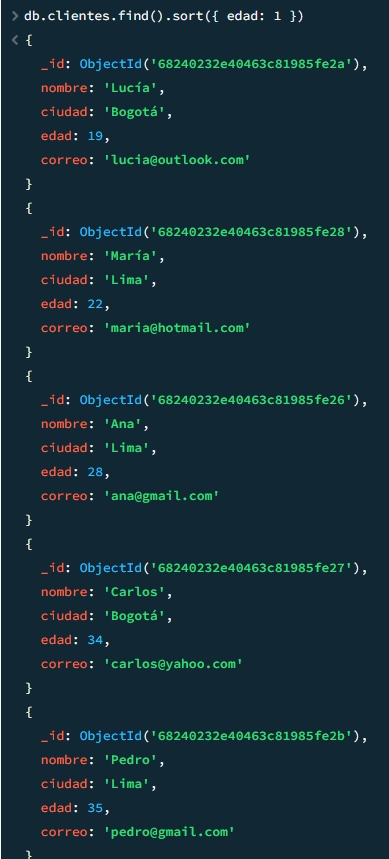 > db.clientes.find().sort({ edad: 1 })
< {
_id: ObjectId('68240232e40463c81985fe2a'),
nombre: 'Lucía',
ciudad: 'Bogotá',
edad: 19,
correo: 'lucia@outlook.com'
}
{
_id: ObjectId('68240232e40463c81985fe28'),
nombre: 'María',
ciudad: 'Lima',
edad: 22,
correo: 'maria@hotmail.com'
}
{
_id: ObjectId('68240232e40463c81985fe26'),
nombre: 'Ana',
ciudad: 'Lima',
edad: 28,
correo: 'ana@gmail.com'
}
{
_id: ObjectId('68240232e40463c81985fe27'),
nombre: 'Carlos',
ciudad: 'Bogotá',
edad: 34,
correo: 'carlos@yahoo.com'
}
{
_id: ObjectId('68240232e40463c81985fe2b'),
nombre: 'Pedro',
ciudad: 'Lima',
edad: 35,
correo: 'pedro@gmail.com'
}